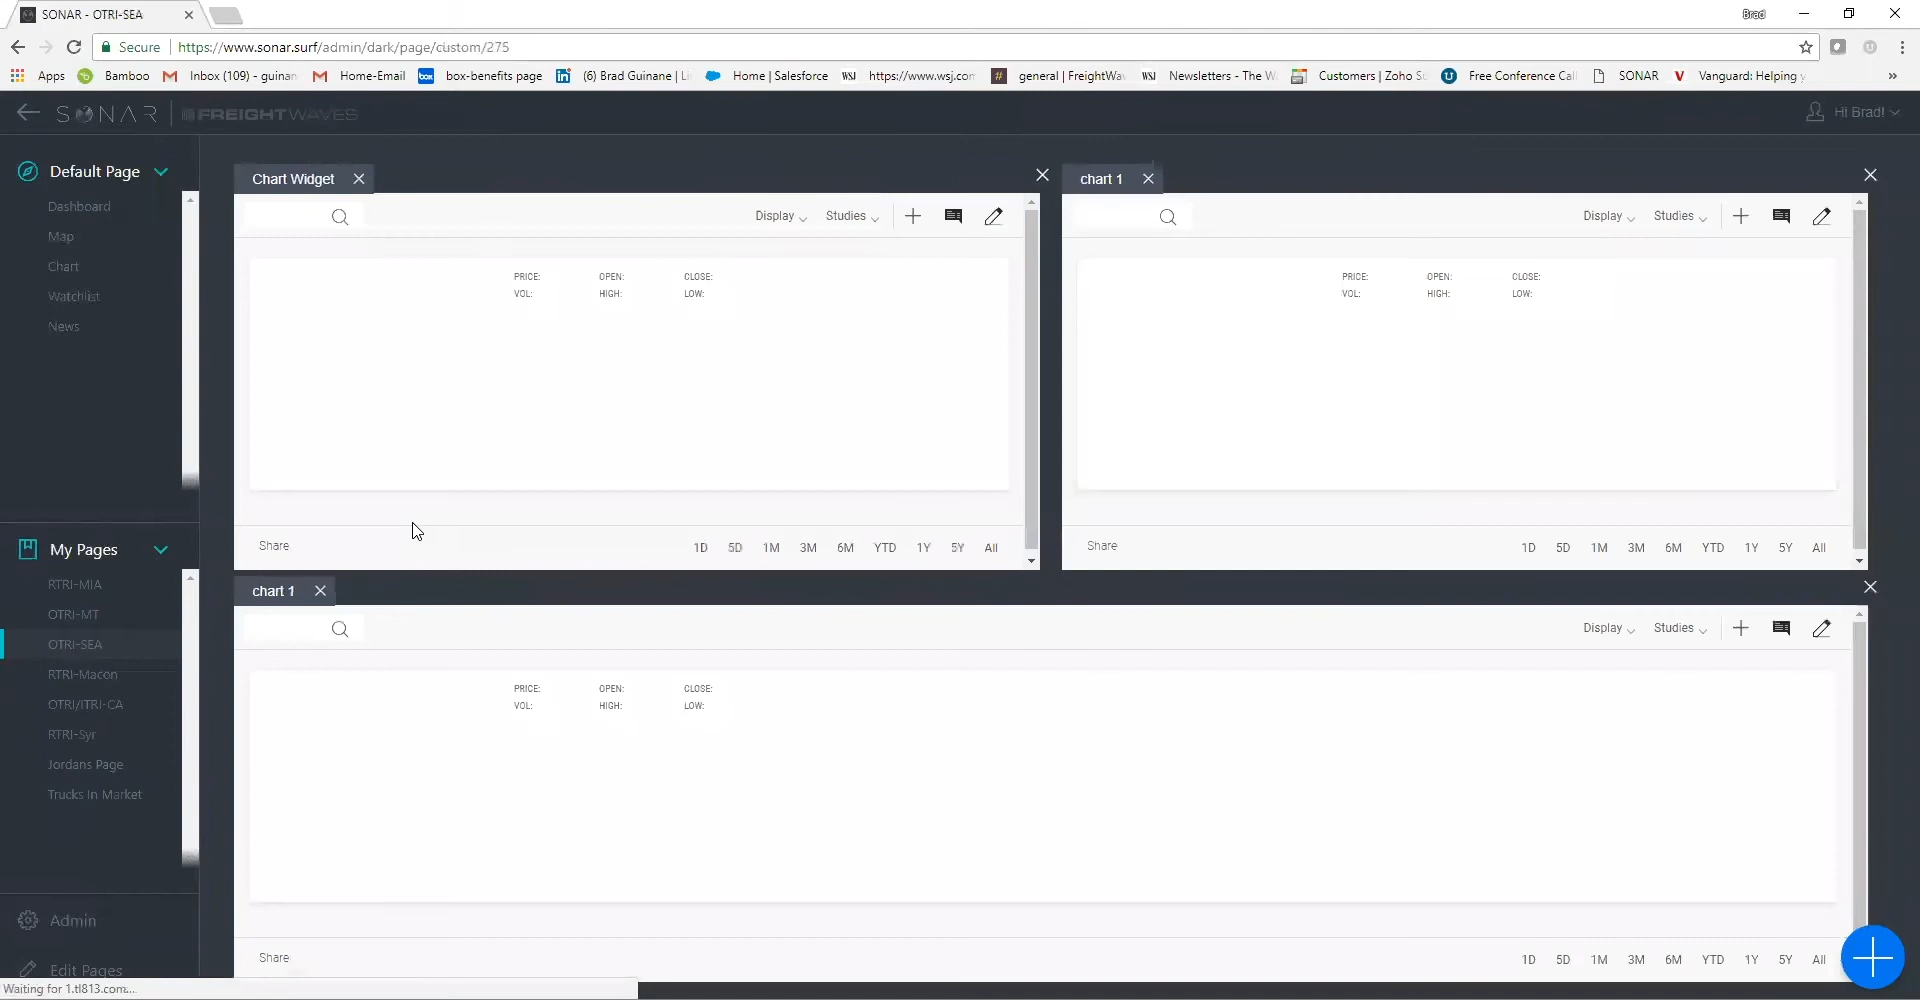 SONAR - OTRI-SEA
Brad
Secure https://www.sonar.surf/admin/dark/page/custom/275
Apps Bamboo Inbox (109) - guinan Home-Email box-benefits page (6) Brad Guinane | Li Home | Salesforce https://www.wsj.com general | FreightWav Newsletters - The W Customers | Zoho Su Free Conference Call SONAR Vanguard: Helping y
SONAR FREIGHTWAVES
Hi Brad!
Default Page
Dashboard
Map
Chart
Watchlist
News
My Pages
RTRI-MIA
OTRI-MT
OTRI-SEA
RTRI-Macon
OTRI/ITRI-CA
RTRI-Syr
Jordans Page
Trucks In Market
Admin
Edit Pages
Waiting for 1.tl813.com...
Chart Widget
Display Studies
PRICE: OPEN: CLOSE:
VOL: HIGH: LOW:
Share
1D 5D 1M 3M 6M YTD 1Y 5Y All
chart 1
Display Studies
PRICE: OPEN: CLOSE:
VOL: HIGH: LOW:
Share
1D 5D 1M 3M 6M YTD 1Y 5Y All
chart 1
Display Studies
PRICE: OPEN: CLOSE:
VOL: HIGH: LOW:
Share
1D 5D 1M 3M 6M YTD 1Y 5Y All